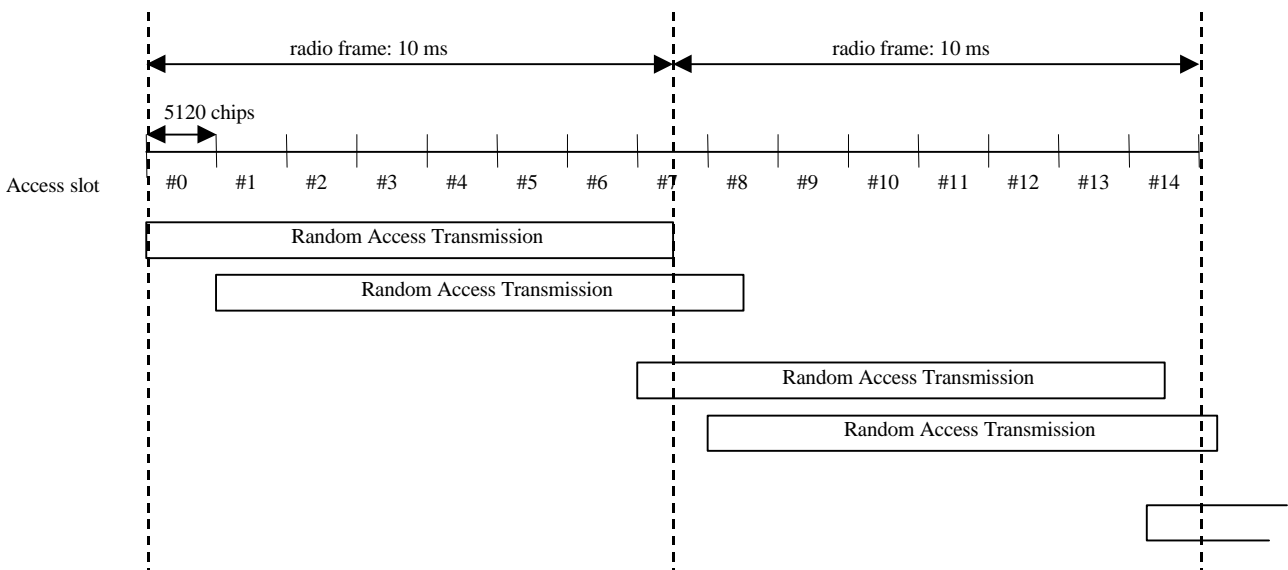 radio frame: 10 ms radio frame: 10 ms
5120 chips
Access slot #0 #1 #2 #3 #4 #5 #6 #7 #8 #9 #10 #11 #12 #13 #14
Random Access Transmission
Random Access Transmission
Random Access Transmission
Random Access Transmission